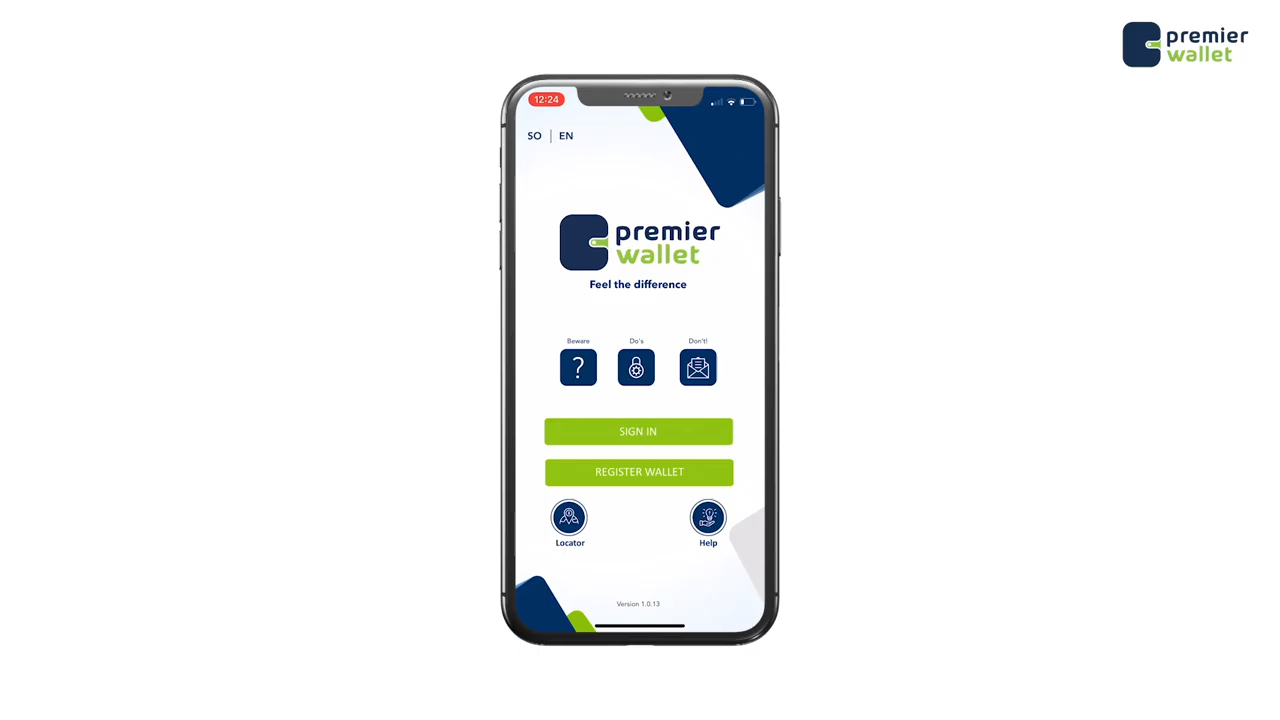 premier
wallet
12:24
SO | EN
premier
wallet
Feel the difference
Beware
Do's
Don't!
SIGN IN
REGISTER WALLET
Locator
Help
Version 1.0.13